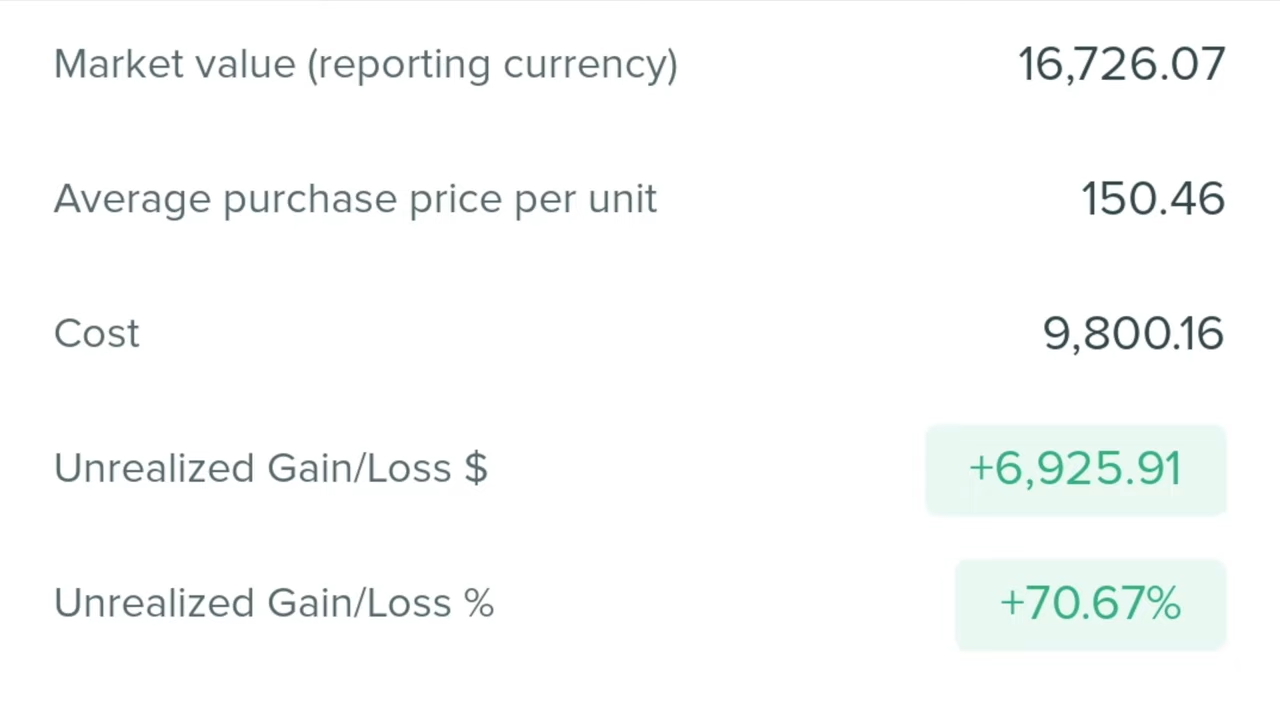 Market value (reporting currency) 16,726.07
Average purchase price per unit 150.46
Cost 9,800.16
Unrealized Gain/Loss $ +6,925.91
Unrealized Gain/Loss % +70.67%